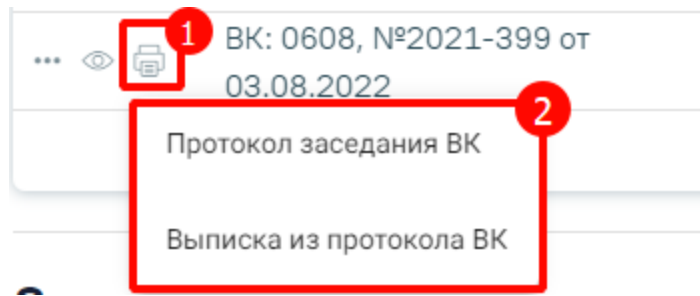 1
ВК: 0608, №2021-399 от
03.08.2022
2
Протокол заседания ВК
Выписка из протокола ВК